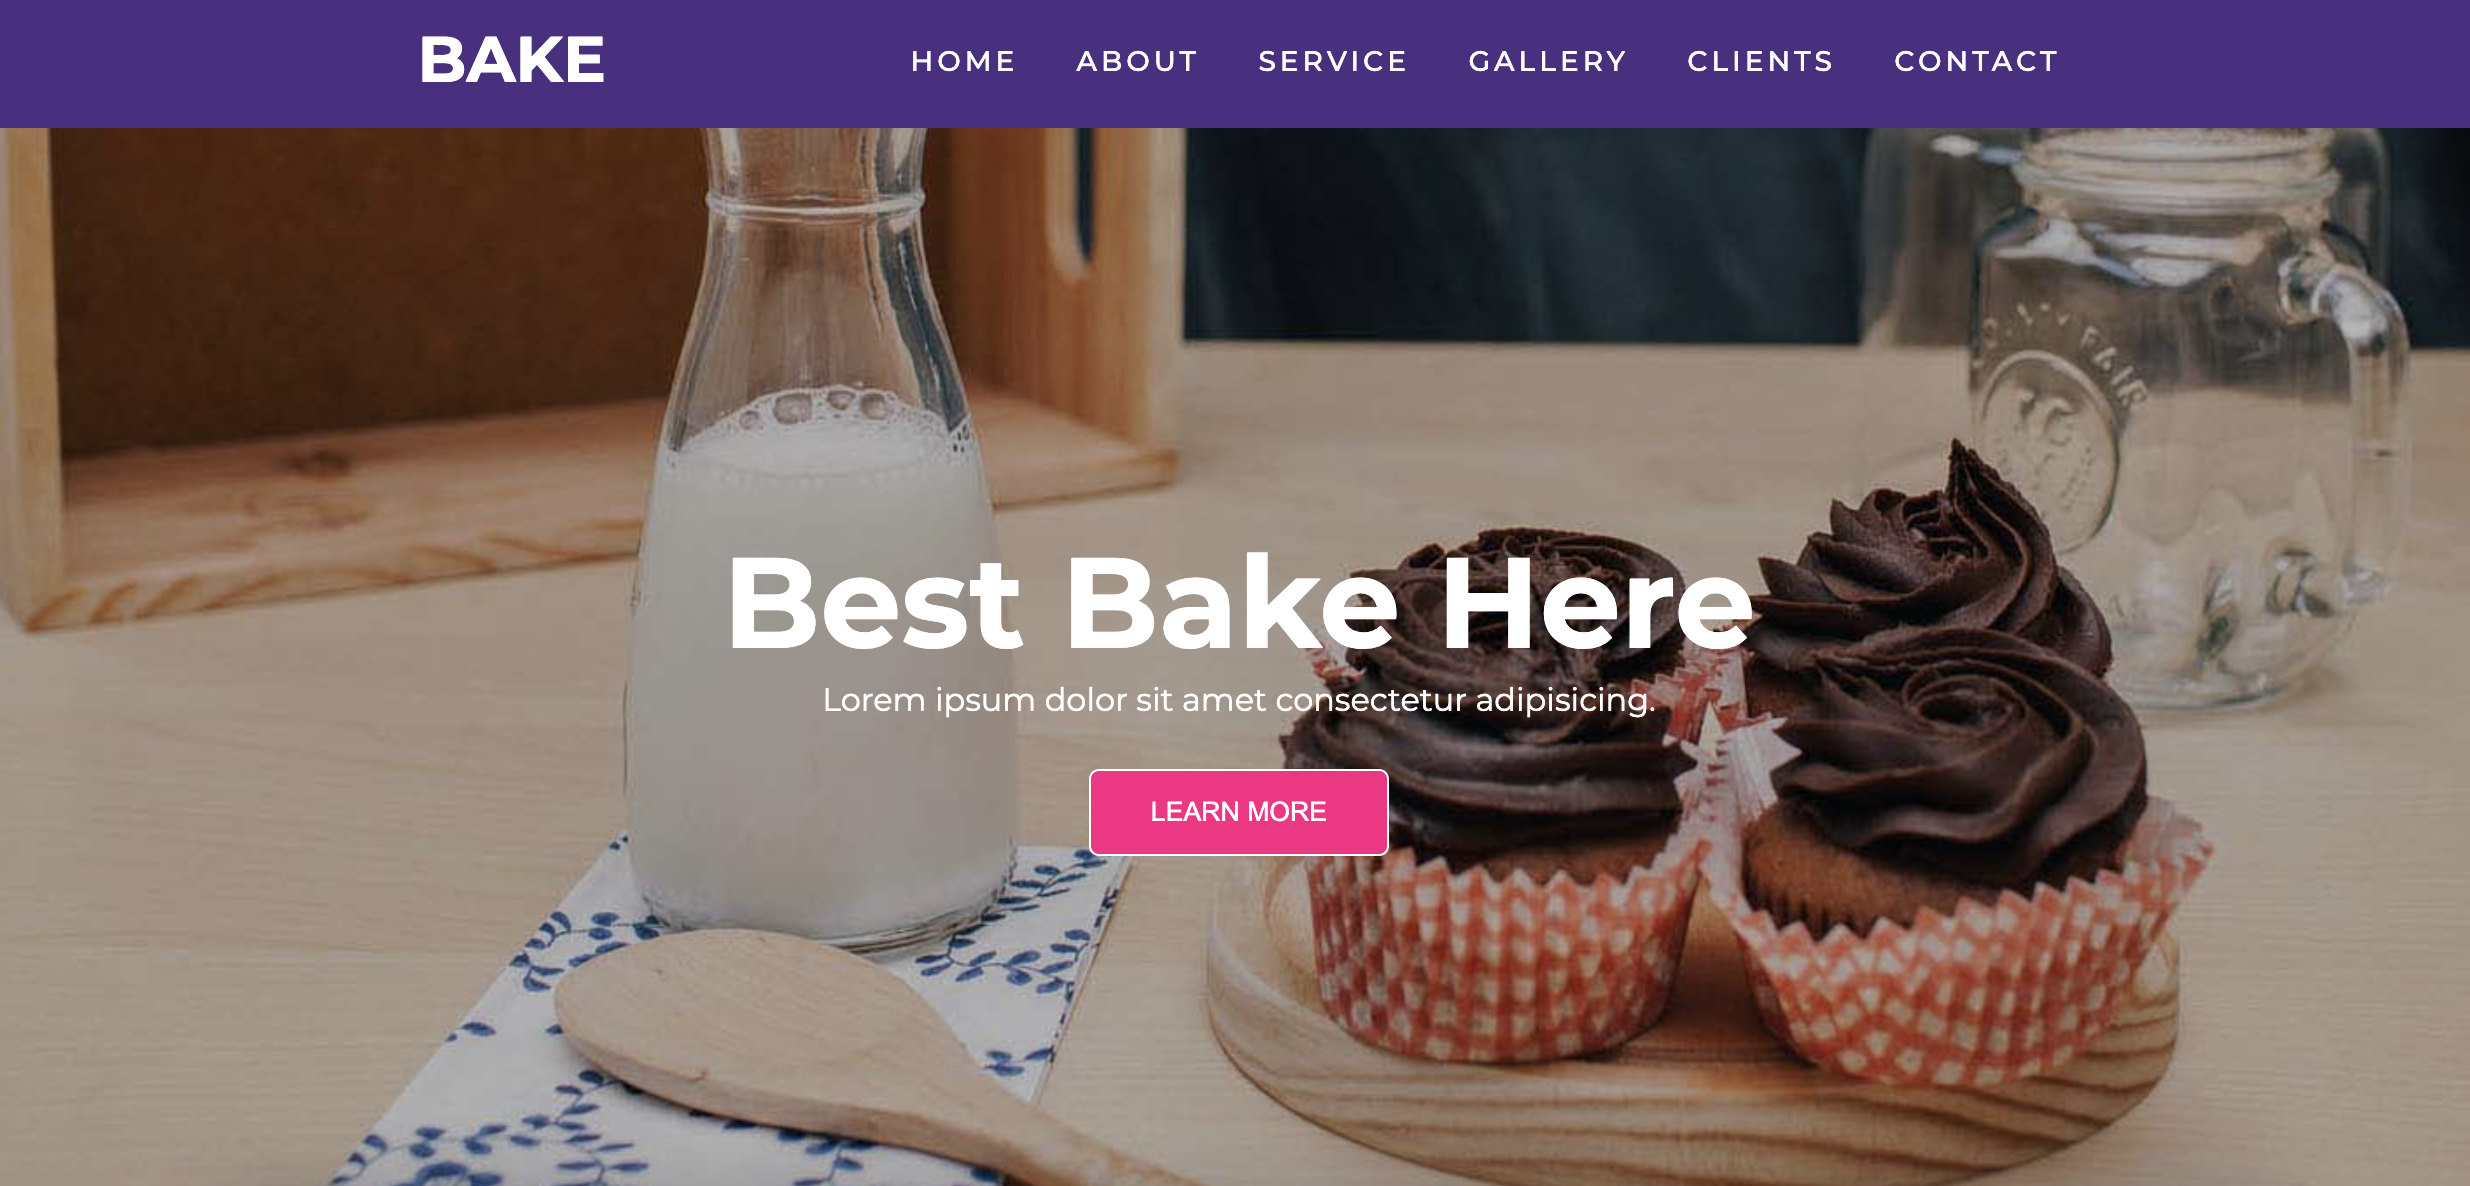 BAKE
HOME ABOUT SERVICE GALLERY CLIENTS CONTACT
FAIR
Best Bake Here
Lorem ipsum dolor sit amet consectetur adipisicing.
LEARN MORE